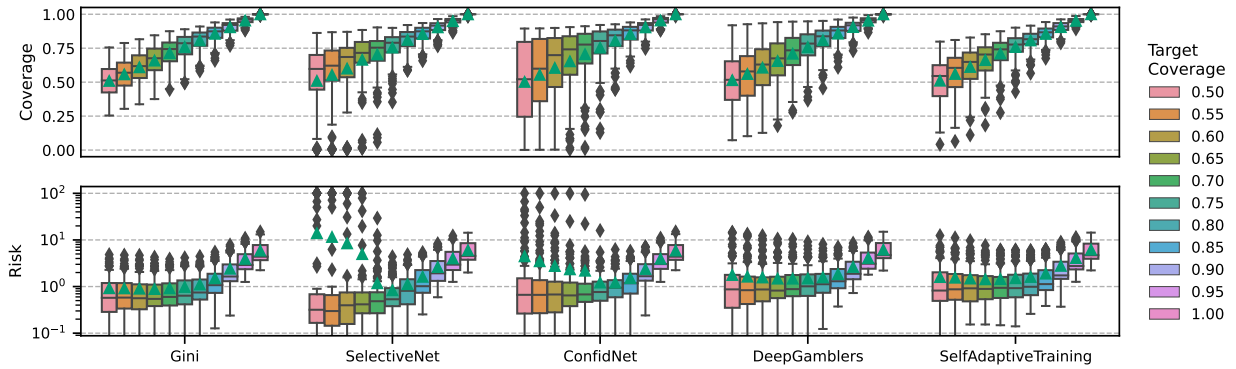 1.00
0.75
0.50
0.25
0.00
Coverage
10²
10¹
10⁰
10⁻¹
Risk
Gini
SelectiveNet
ConfidNet
DeepGamblers
SelfAdaptiveTraining
Target
Coverage
0.50
0.55
0.60
0.65
0.70
0.75
0.80
0.85
0.90
0.95
1.00